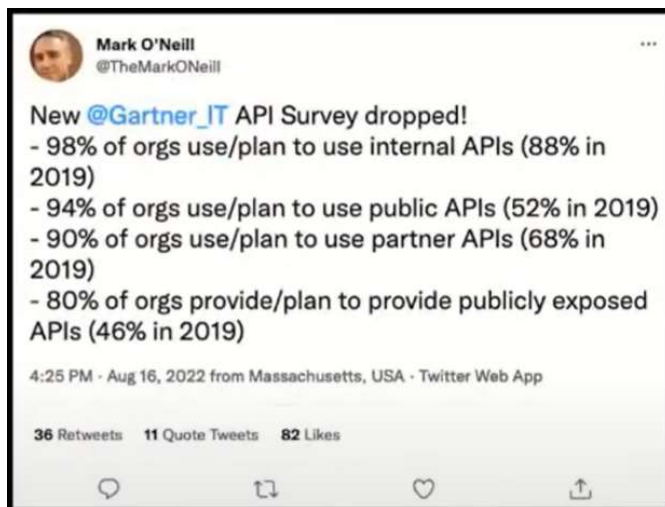 Mark O'Neill
@TheMarkONeill
New @Gartner_IT API Survey dropped!
- 98% of orgs use/plan to use internal APIs (88% in
2019)
- 94% of orgs use/plan to use public APIs (52% in 2019)
- 90% of orgs use/plan to use partner APIs (68% in
2019)
- 80% of orgs provide/plan to provide publicly exposed
APIs (46% in 2019)
4:25 PM · Aug 16, 2022 from Massachusetts, USA · Twitter Web App
36 Retweets 11 Quote Tweets 82 Likes